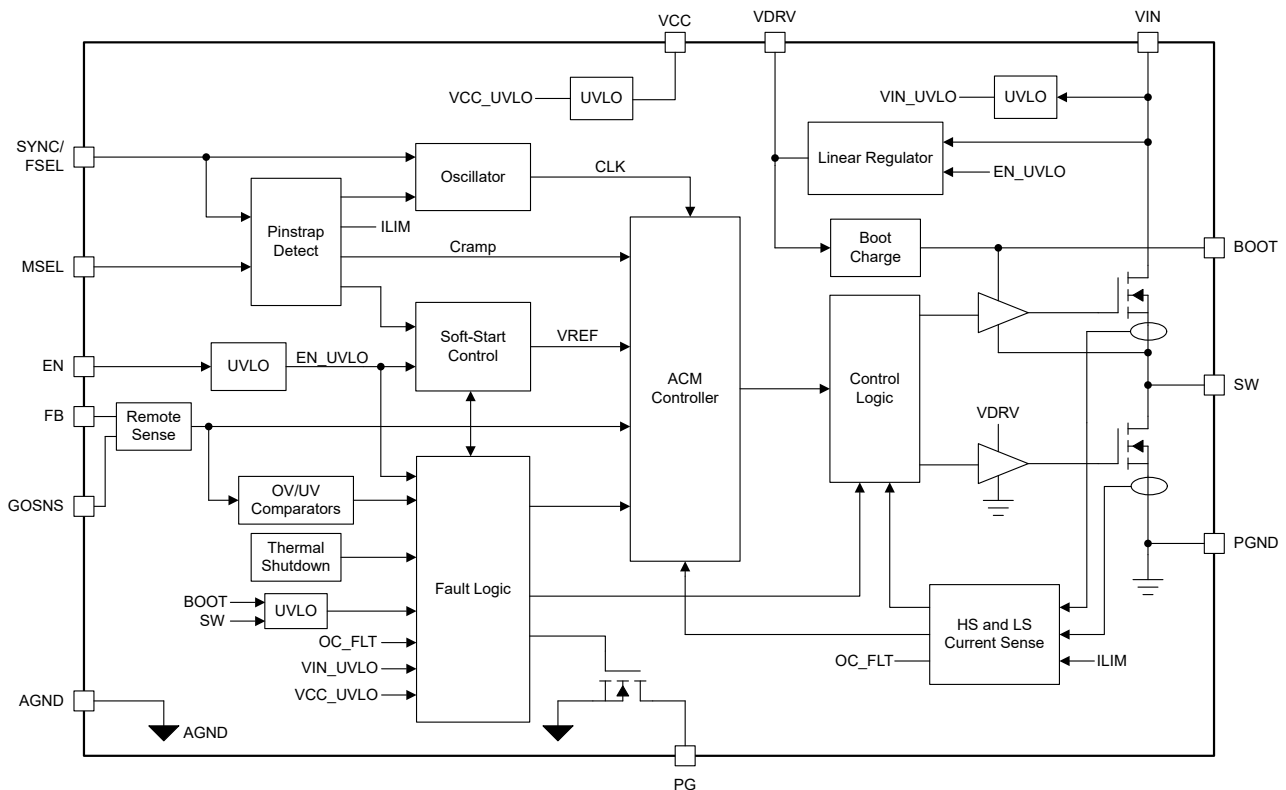 VCC
VDRV
VIN
VCC_UVLO
UVLO
VIN_UVLO
UVLO
SYNC/
FSEL
Oscillator
CLK
Linear Regulator
EN_UVLO
Pinstrap
Detect
ILIM
Cramp
MSEL
Boot
Charge
BOOT
Soft-Start
Control
VREF
EN
UVLO
EN_UVLO
ACM
Controller
Control
Logic
SW
FB
Remote
Sense
VDRV
GOSNS
OV/UV
Comparators
Thermal
Shutdown
PGND
Fault Logic
BOOT
SW
UVLO
HS and LS
Current Sense
OC_FLT
VIN_UVLO
VCC_UVLO
OC_FLT
ILIM
AGND
AGND
PG